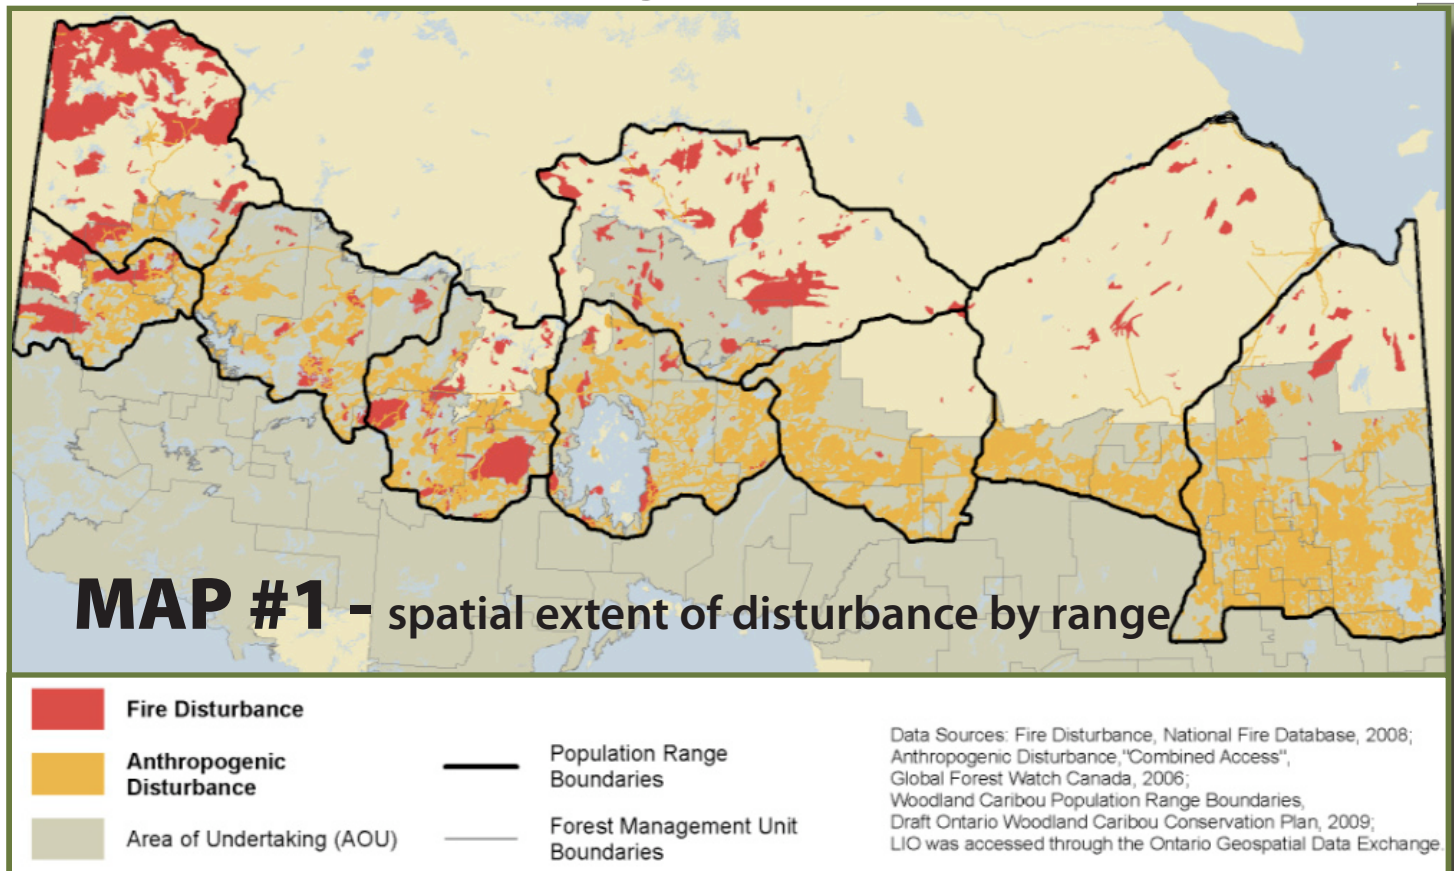 MAP #1 - spatial extent of disturbance by range
Fire Disturbance
Anthropogenic
Disturbance
Area of Undertaking (AOU)
Population Range
Boundaries
Forest Management Unit
Boundaries
Data Sources: Fire Disturbance, National Fire Database, 2008;
Anthropogenic Disturbance,"Combined Access",
Global Forest Watch Canada, 2006;
Woodland Caribou Population Range Boundaries,
Draft Ontario Woodland Caribou Conservation Plan, 2009;
LIO was accessed through the Ontario Geospatial Data Exchange.